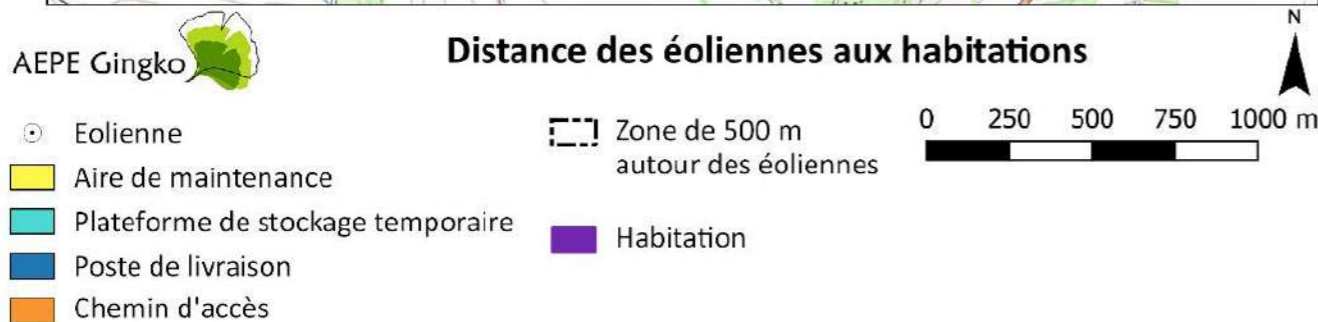 AEPE Gingko
Distance des éoliennes aux habitations
N
Eolienne
Aire de maintenance
Plateforme de stockage temporaire
Poste de livraison
Chemin d'accès
Zone de 500 m
autour des éoliennes
Habitation
0 250 500 750 1000 m